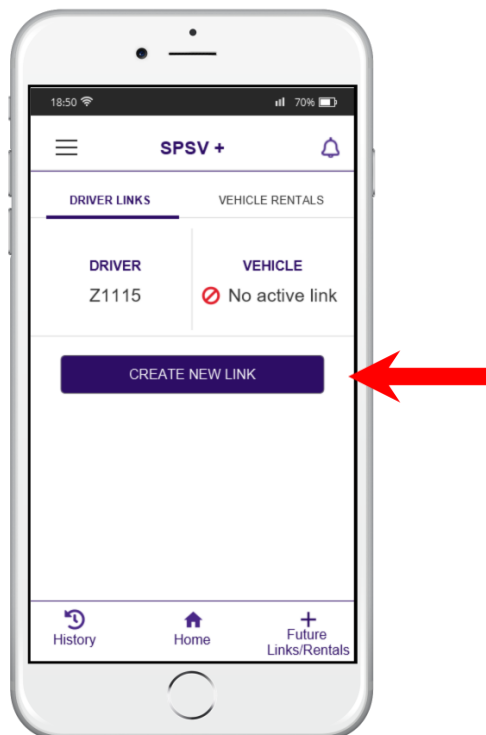 18:50 70%
SPSV +
DRIVER LINKS VEHICLE RENTALS
DRIVER VEHICLE
Z1115 No active link
CREATE NEW LINK
History Home Future
Links/Rentals